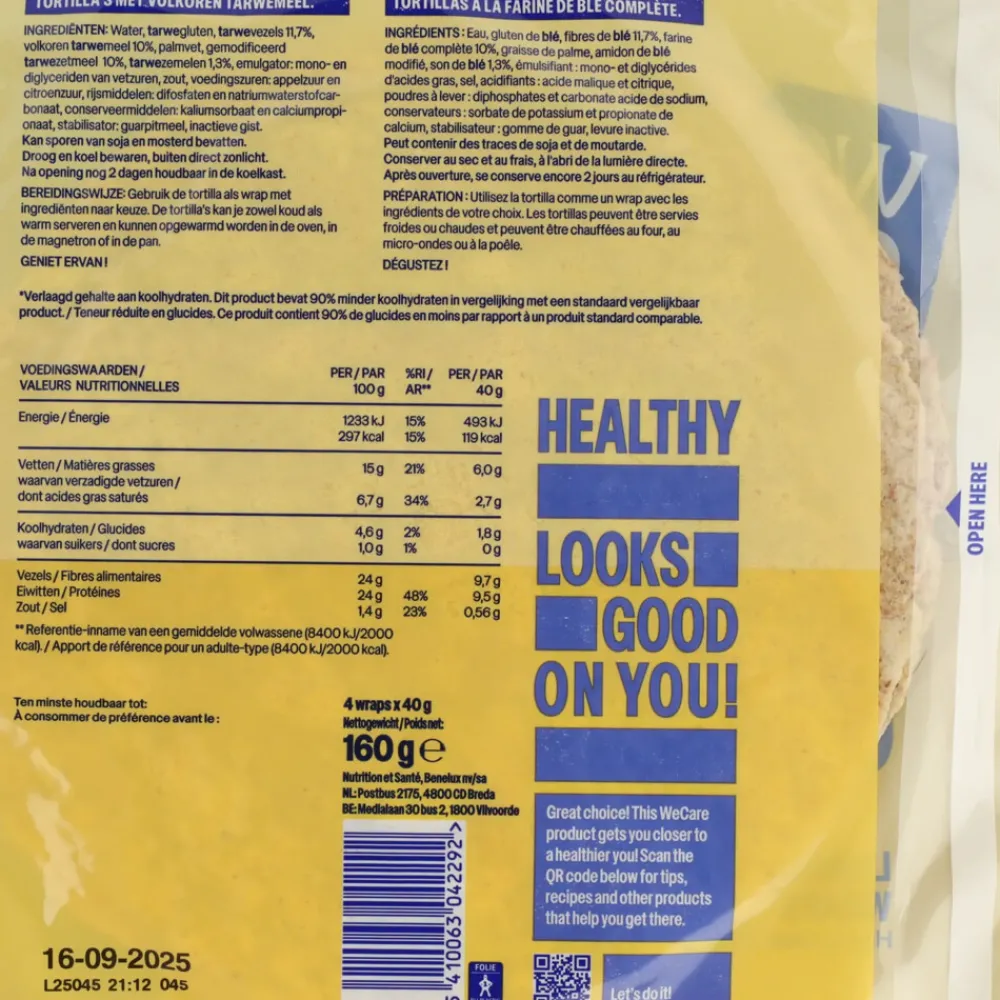 TORTILLA'S MET VOLKOREN TARWEMEEL.
INGREDIËNTEN: Water, tarwegluten, tarwevezels 11,7%,
volkoren tarwemeel 10%, palmvet, gemodificeerd
tarwezetmeel 10%, tarwezemelen 1,3%, emulgator: mono- en
diglyceriden van vetzuren, zout, voedingszuren: appelzuur en
citroenzuur, rijsmiddelen: difosfaten en natriumwaterstofcar-
bonaat, conserveermiddelen: kaliumsorbaat en calciumpropi-
onaat, stabilisator: guarpitmeel, inactieve gist.
Kan sporen van soja en mosterd bevatten.
Droog en koel bewaren, buiten direct zonlicht.
Na opening nog 2 dagen houdbaar in de koelkast.
BEREIDINGSWIJZE: Gebruik de tortilla als wrap met
ingrediënten naar keuze. De tortilla's kan je zowel koud als
warm serveren en kunnen opgewarmd worden in de oven, in
de magnetron of in de pan.
GENIET ERVAN!
TORTILLAS À LA FARINE DE BLÉ COMPLÈTE.
INGRÉDIENTS : Eau, gluten de blé, fibres de blé 11,7%, farine
de blé complète 10%, graisse de palme, amidon de blé
modifié, son de blé 1,3%, émulsifiant : mono- et diglycérides
d'acides gras, sel, acidifiants : acide malique et citrique,
poudres à lever : diphosphates et carbonate acide de sodium,
conservateurs : sorbate de potassium et propionate de
calcium, stabilisateur : gomme de guar, levure inactive.
Peut contenir des traces de soja et de moutarde.
Conserver au sec et au frais, à l'abri de la lumière directe.
Après ouverture, se conserve encore 2 jours au réfrigérateur.
PRÉPARATION : Utilisez la tortilla comme un wrap avec les
ingrédients de votre choix. Les tortillas peuvent être servies
froides ou chaudes et peuvent être chauffées au four, au
micro-ondes ou à la poêle.
DÉGUSTEZ !
*Verlaagd gehalte aan koolhydraten. Dit product bevat 90% minder koolhydraten in vergelijking met een standaard vergelijkbaar
product. / Teneur réduite en glucides. Ce produit contient 90% de glucides en moins par rapport à un produit standard comparable.
VOEDINGSWAARDEN / PER / PAR %RI / PER / PAR
VALEURS NUTRITIONNELLES 100 g AR** 40 g
Energie / Énergie 1233 kJ 15% 493 kJ
297 kcal 15% 119 kcal
Vetten / Matières grasses 15 g 21% 6,0 g
waarvan verzadigde vetzuren /
dont acides gras saturés 6,7 g 34% 2,7 g
Koolhydraten / Glucides 4,6 g 2% 1,8 g
waarvan suikers / dont sucres 1,0 g 1% 0 g
Vezels / Fibres alimentaires 24 g 9,7 g
Eiwitten / Protéines 24 g 48% 9,5 g
Zout / Sel 1,4 g 23% 0,56 g
** Referentie-inname van een gemiddelde volwassene (8400 kJ/2000
kcal). / Apport de référence pour un adulte-type (8400 kJ/2000 kcal).
HEALTHY
LOOKS
GOOD
ON YOU!
OPEN HERE
Ten minste houdbaar tot:
À consommer de préférence avant le :
4 wraps x 40 g
Nettogewicht / Poids net:
160 g e
Nutrition et Santé, Benelux nv/sa
NL: Postbus 2175, 4800 CD Breda
BE: Medialaan 30 bus 2, 1800 Vilvoorde
Great choice! This WeCare
product gets you closer to
a healthier you! Scan the
QR code below for tips,
recipes and other products
that help you get there.
5 410063 042292 >
FOLIE
Let's do it!
16-09-2025
L25045 21:12 045